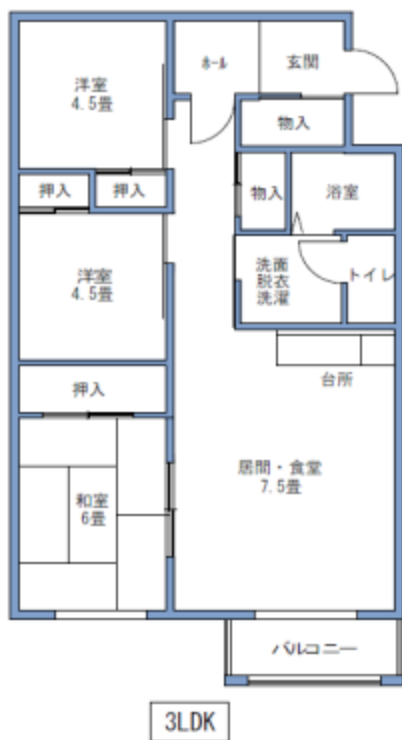 洋室
4.5畳
ホール
玄関
物入
押入
押入
物入
浴室
洋室
4.5畳
洗面
脱衣
洗濯
トイレ
台所
押入
居間・食堂
7.5畳
和室
6畳
バルコニー
3LDK